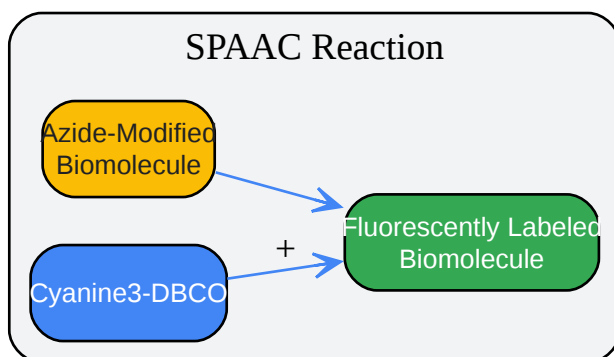 SPAAC Reaction
Azide-Modified
Biomolecule
Fluorescently Labeled
Biomolecule
+
Cyanine3-DBCO